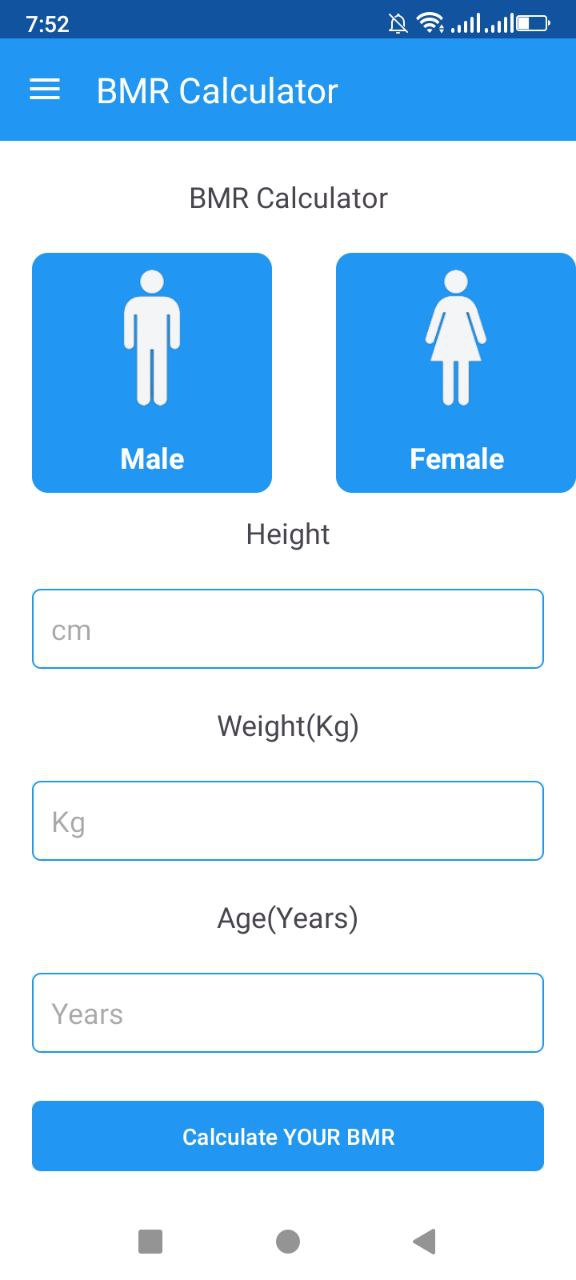 7:52
BMR Calculator
BMR Calculator
Male
Female
Height
cm
Weight(Kg)
Kg
Age(Years)
Years
Calculate YOUR BMR